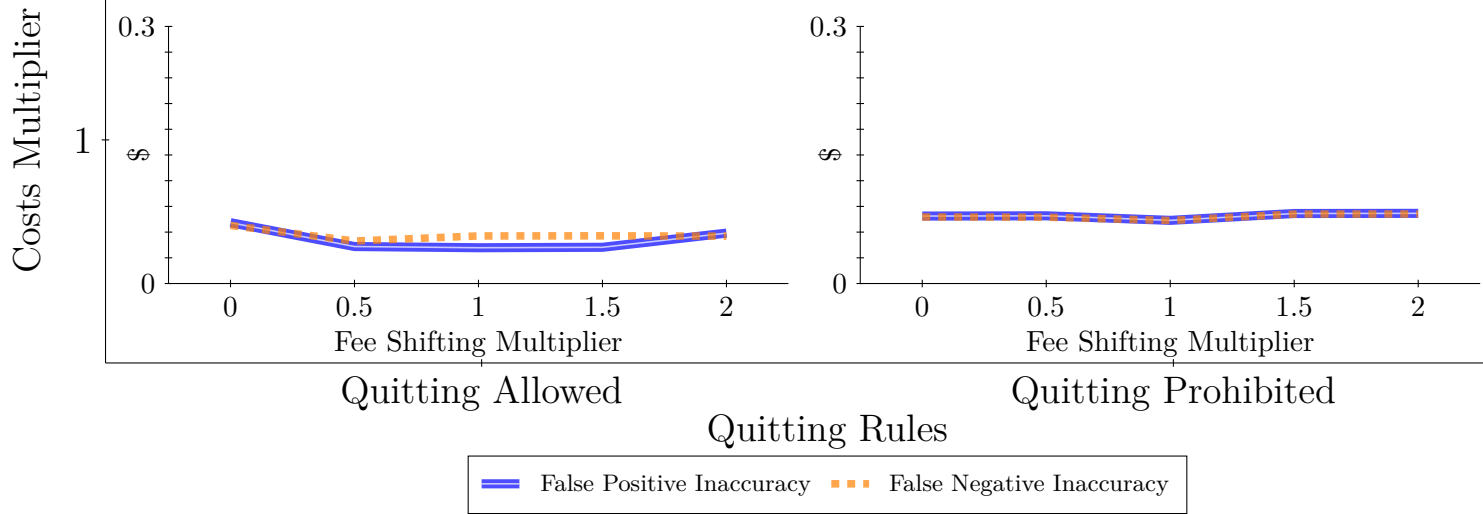 Costs Multiplier
1
0.3
$
0
0 0.5 1 1.5 2
Fee Shifting Multiplier
Quitting Allowed
0.3
$
0
0 0.5 1 1.5 2
Fee Shifting Multiplier
Quitting Prohibited
Quitting Rules
False Positive Inaccuracy False Negative Inaccuracy